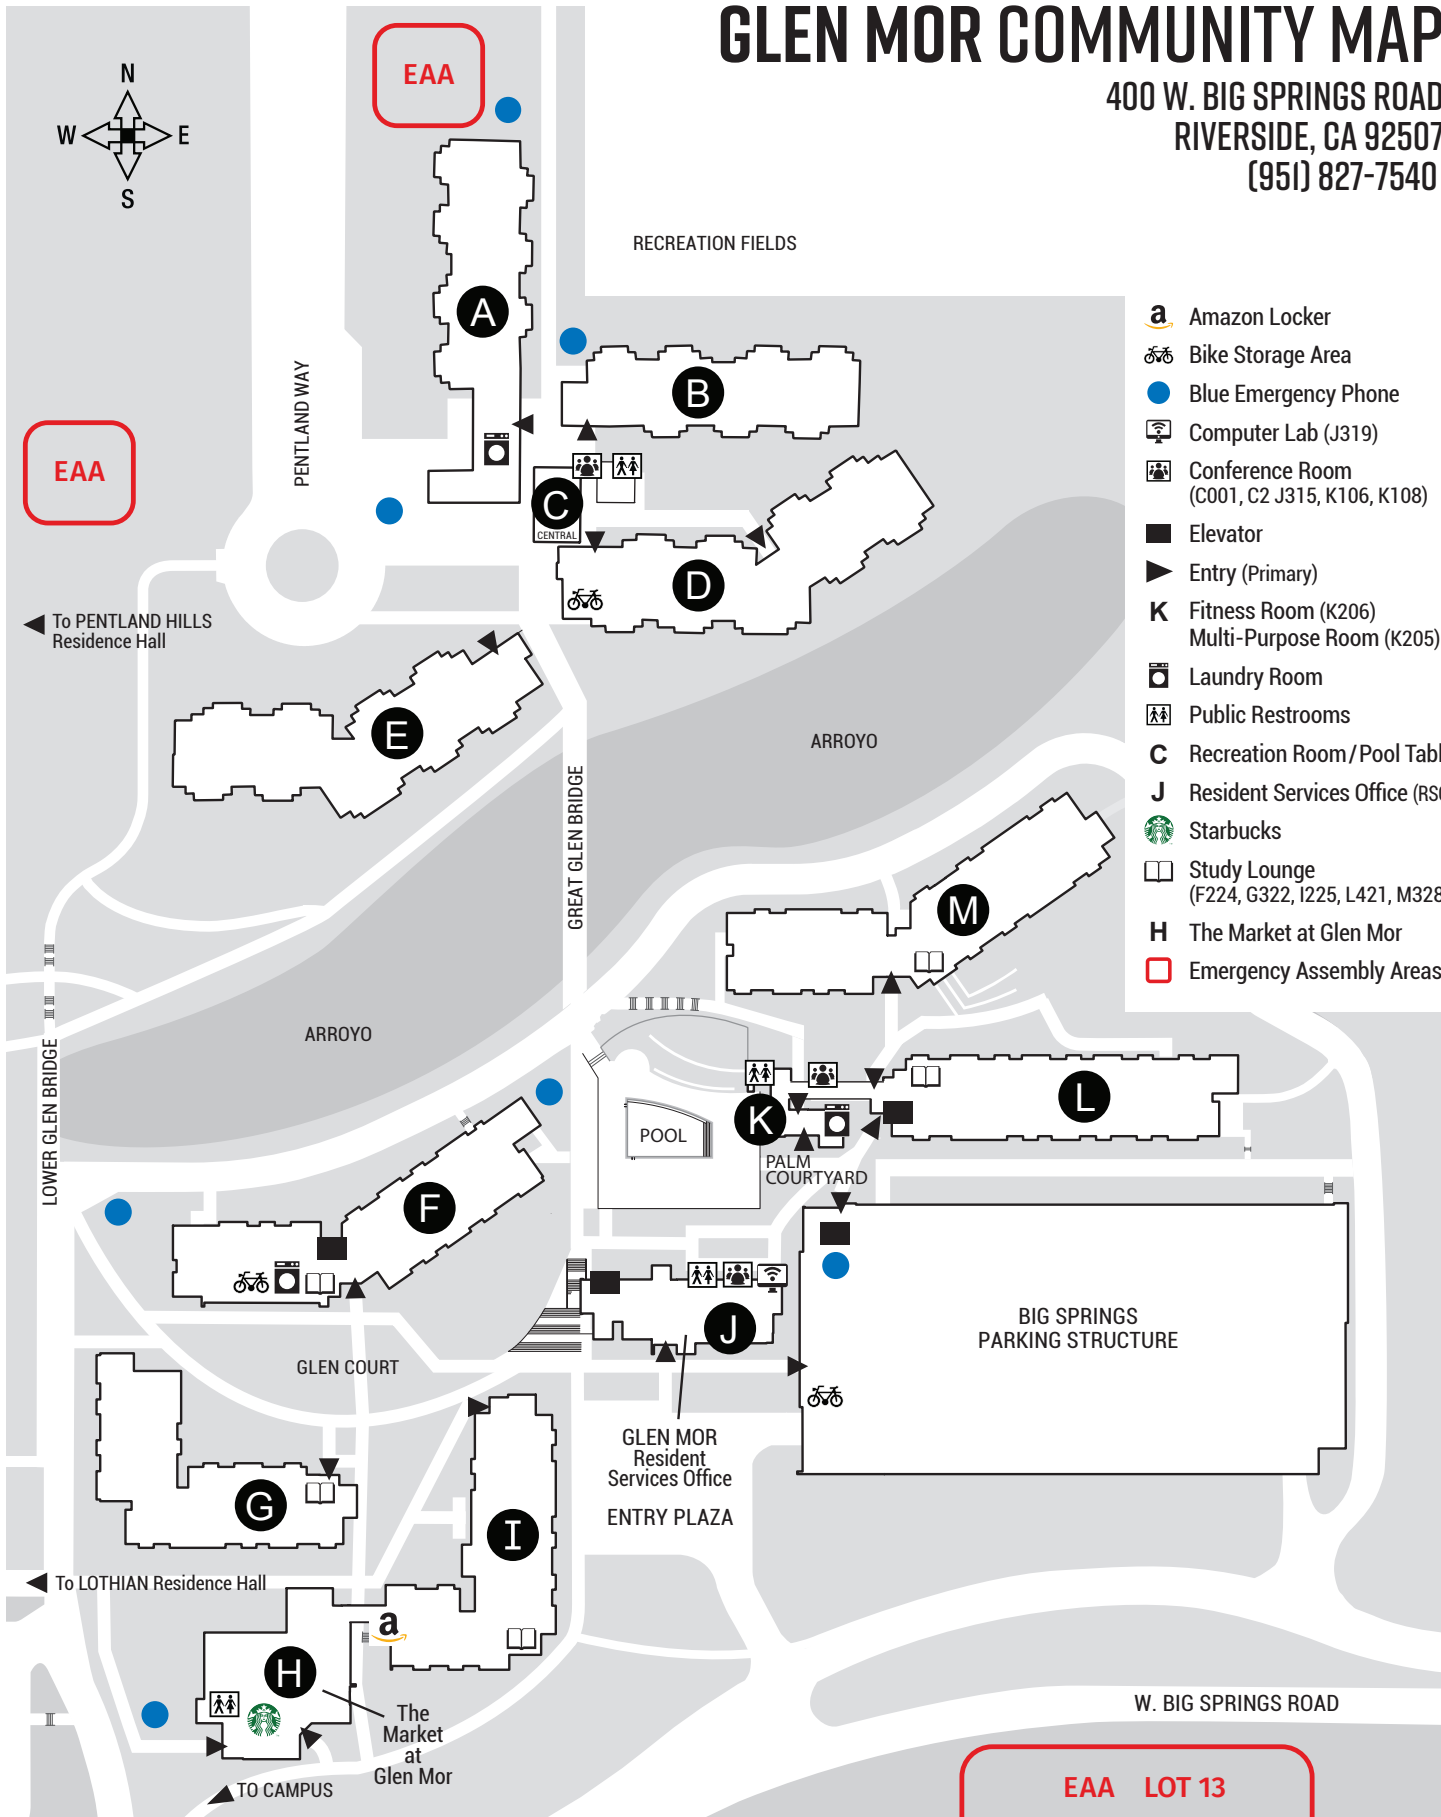 GLEN MOR COMMUNITY MAP
400 W. BIG SPRINGS ROAD
RIVERSIDE, CA 92507
(951) 827-7540
N
W E
S
EAA
EAA
RECREATION FIELDS
PENTLAND WAY
A
B
C
CENTRAL
D
To PENTLAND HILLS
Residence Hall
E
ARROYO
GREAT GLEN BRIDGE
M
ARROYO
LOWER GLEN BRIDGE
L
K
POOL
PALM
COURTYARD
F
J
BIG SPRINGS
PARKING STRUCTURE
GLEN COURT
GLEN MOR
Resident
Services Office
ENTRY PLAZA
G
I
To LOTHIAN Residence Hall
a
H
The
Market
at
Glen Mor
TO CAMPUS
W. BIG SPRINGS ROAD
EAA LOT 13
a Amazon Locker
Bike Storage Area
Blue Emergency Phone
Computer Lab (J319)
Conference Room
(C001, C2 J315, K106, K108)
Elevator
Entry (Primary)
K Fitness Room (K206)
Multi-Purpose Room (K205)
Laundry Room
Public Restrooms
C Recreation Room/Pool
J Resident Services Office
Starbucks
Study Lounge
(F224, G322, I225, L421, M328
H The Market at Glen Mor
Emergency Assembly Areas